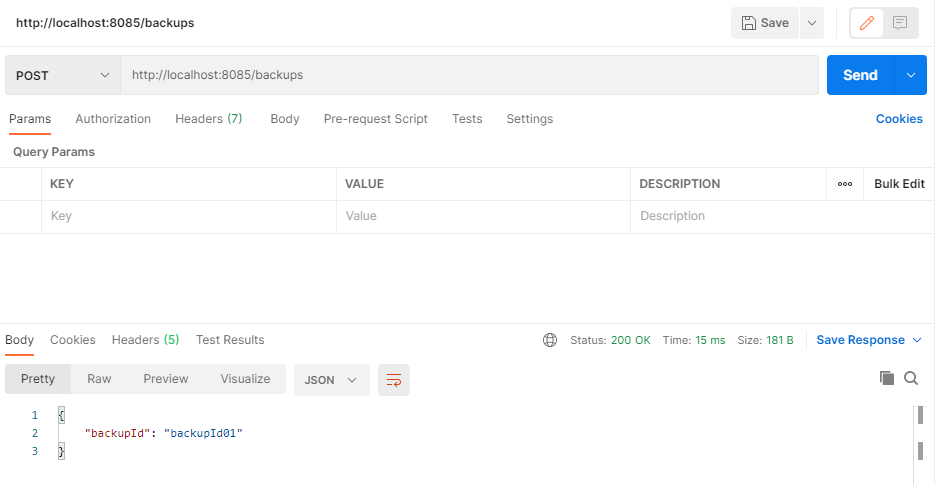 http://localhost:8085/backups Save
POST http://localhost:8085/backups Send
Params Authorization Headers (7) Body Pre-request Script Tests Settings Cookies
Query Params
KEY VALUE DESCRIPTION ooo Bulk Edit
Key Value Description
Body Cookies Headers (5) Test Results Status: 200 OK Time: 15 ms Size: 181 B Save Response
Pretty Raw Preview Visualize JSON
1 {
2 "backupId": "backupId01"
3 }